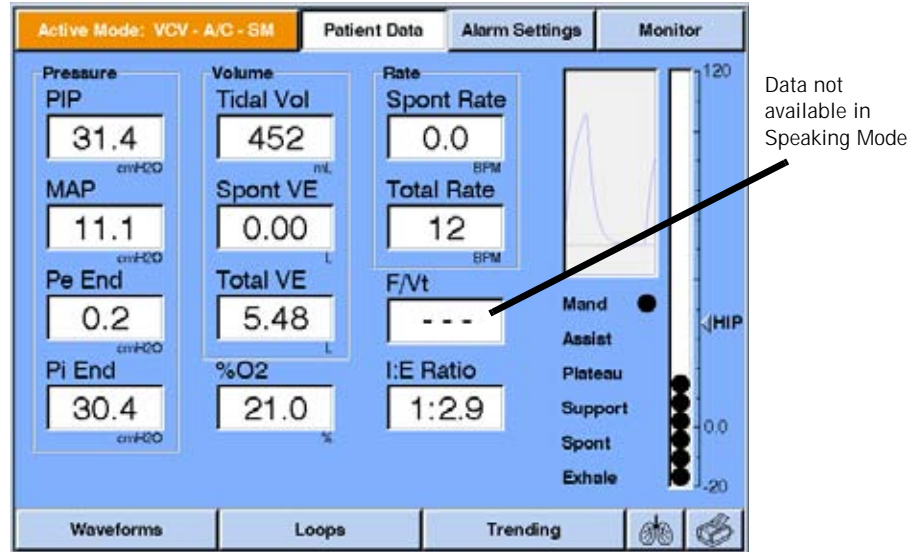 Active Mode: VCV - A/C - SM
Patient Data
Alarm Settings
Monitor
Pressure
PIP
31.4
cmH2O
MAP
11.1
cmH2O
Pe End
0.2
cmH2O
Pi End
30.4
cmH2O
Volume
Tidal Vol
452
mL
Spont VE
0.00
L
Total VE
5.48
L
%O2
21.0
%
Rate
Spont Rate
0.0
BPM
Total Rate
12
BPM
F/Vt
- - -
I:E Ratio
1:2.9
Mand
Assist
Plateau
Support
Spont
Exhale
120
HIP
0.0
-20
Data not
available in
Speaking Mode
Waveforms
Loops
Trending